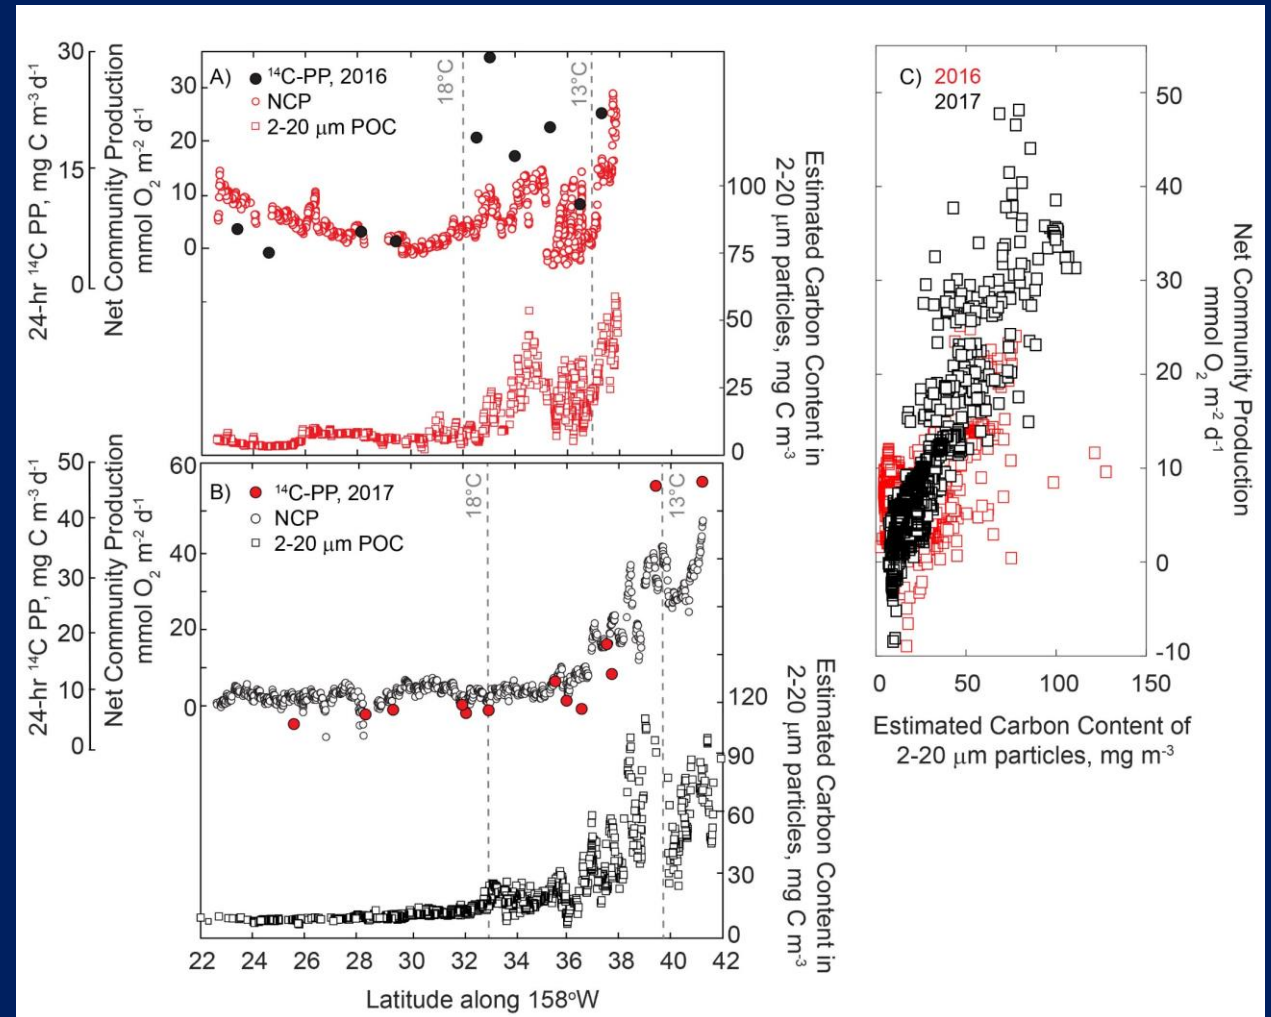 24-hr ¹⁴C PP, mg C m⁻³ d⁻¹
30
15
0
Net Community Production
mmol O₂ m⁻² d⁻¹
30
20
10
0
A)
¹⁴C-PP, 2016
NCP
2-20 μm POC
18°C
13°C
100
75
50
25
0
Estimated Carbon Content in
2-20 μm particles, mg C m⁻³
24-hr ¹⁴C PP, mg C m⁻³ d⁻¹
50
40
30
20
10
0
Net Community Production
mmol O₂ m⁻² d⁻¹
60
40
20
0
B)
¹⁴C-PP, 2017
NCP
2-20 μm POC
18°C
13°C
120
90
60
30
0
Estimated Carbon Content in
2-20 μm particles, mg C m⁻³
22 24 26 28 30 32 34 36 38 40 42
Latitude along 158°W
C)
2016
2017
50
40
30
20
10
0
-10
Net Community Production
mmol O₂ m⁻² d⁻¹
0 50 100 150
Estimated Carbon Content of
2-20 μm particles, mg m⁻³